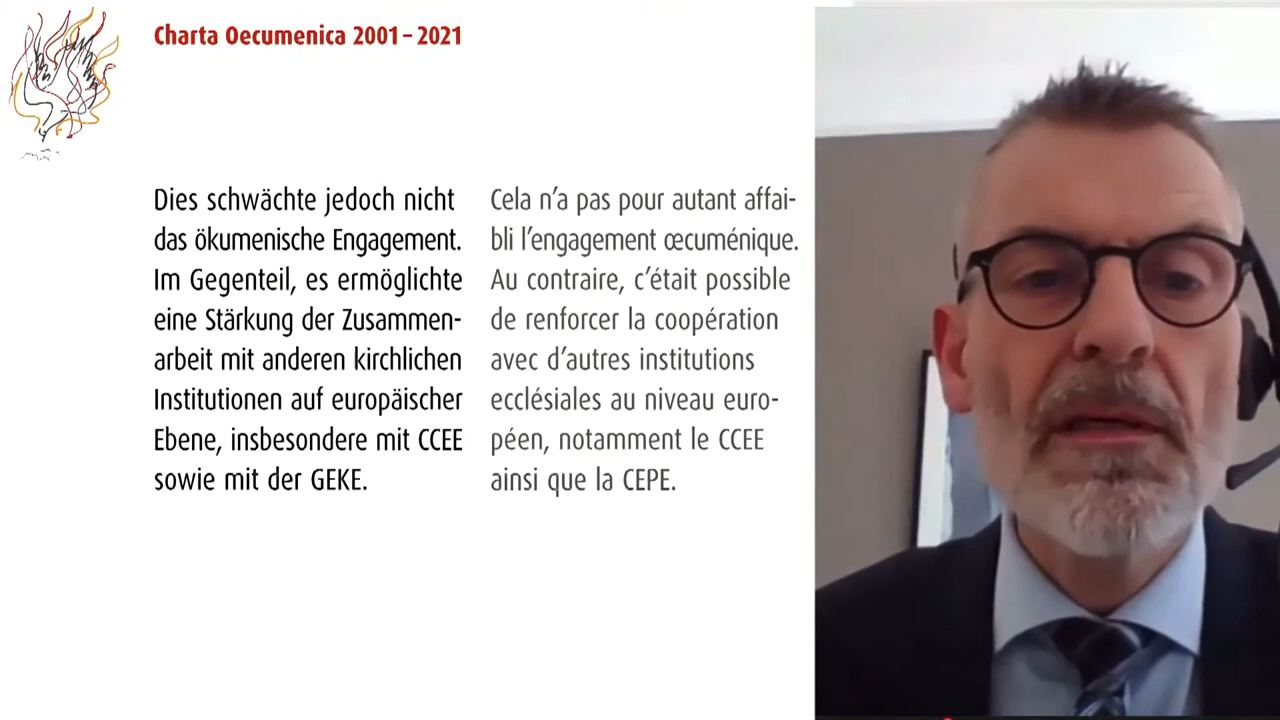 Charta Oecumenica 2001–2021
Dies schwächte jedoch nicht
das ökumenische Engagement.
Im Gegenteil, es ermöglichte
eine Stärkung der Zusammen-
arbeit mit anderen kirchlichen
Institutionen auf europäischer
Ebene, insbesondere mit CCEE
sowie mit der GEKE.
Cela n’a pas pour autant affai-
bli l’engagement œcuménique.
Au contraire, c’était possible
de renforcer la coopération
avec d’autres institutions
ecclésiales au niveau euro-
péen, notamment le CCEE
ainsi que la CEPE.